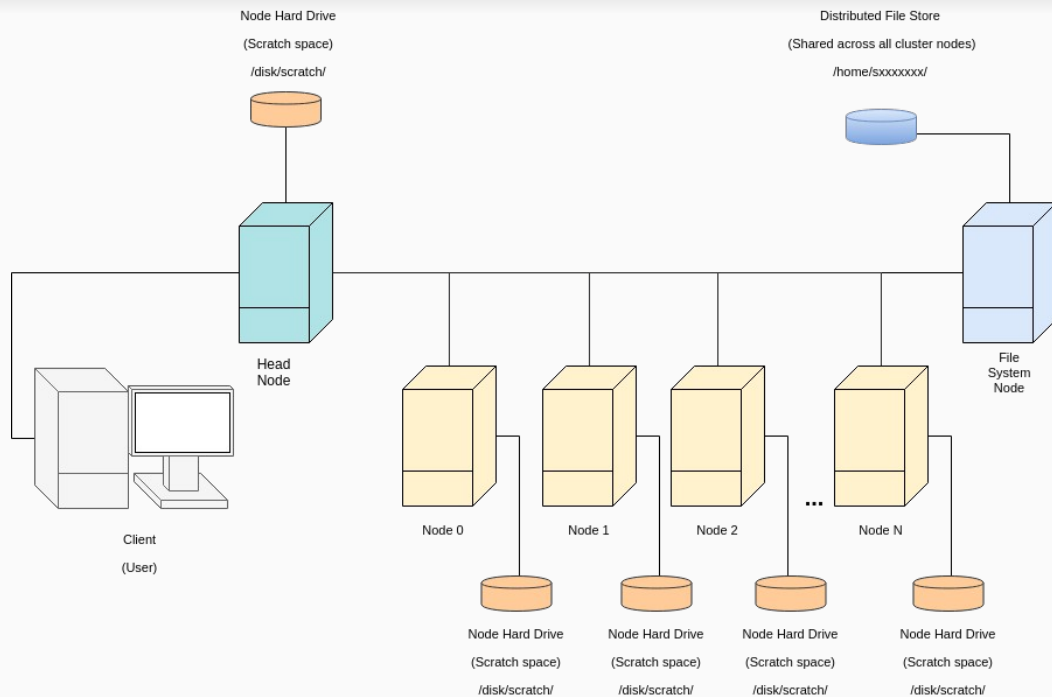 Node Hard Drive
(Scratch space)
/disk/scratch/
Distributed File Store
(Shared across all cluster nodes)
/home/sxxxxxxx/
Head
Node
File
System
Node
Client
(User)
Node 0
Node 1
Node 2
...
Node N
Node Hard Drive
(Scratch space)
/disk/scratch/
Node Hard Drive
(Scratch space)
/disk/scratch/
Node Hard Drive
(Scratch space)
/disk/scratch/
Node Hard Drive
(Scratch space)
/disk/scratch/